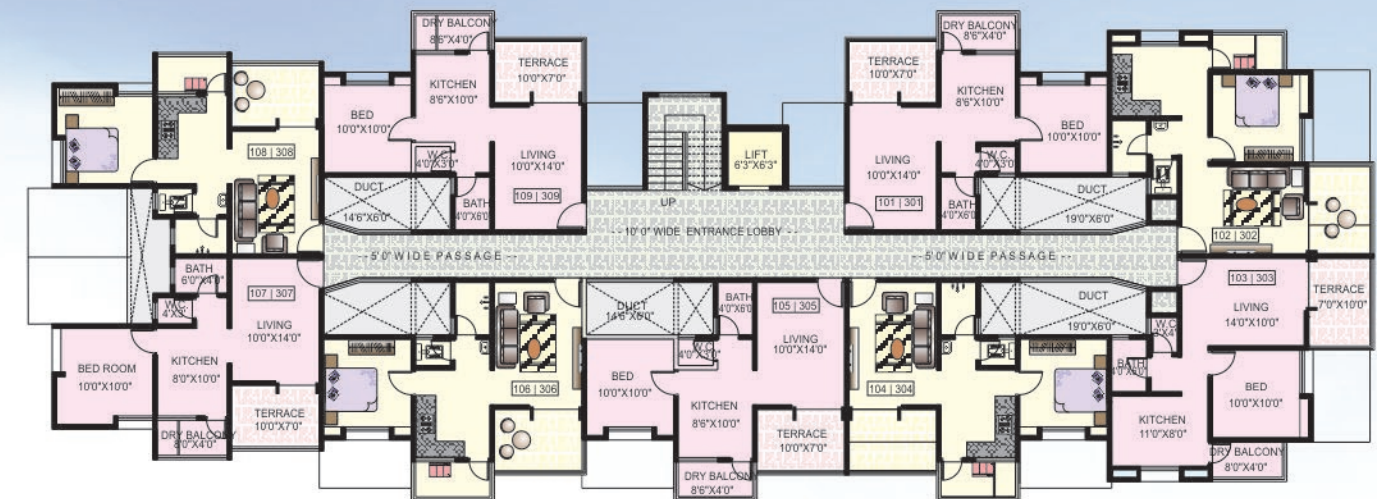 DRY BALCONY
8'6"X4'0"
TERRACE
10'0"X7'0"
KITCHEN
8'6"X10'0"
BED
10'0"X10'0"
W.C.
4'0"X3'0"
LIVING
10'0"X14'0"
109 | 309
BATH
4'0"X6'0"
DUCT
14'6"X6'0"
108 | 308
LIFT
6'3"X6'3"
UP
--10' 0" WIDE ENTRANCE LOBBY --
DRY BALCONY
8'6"X4'0"
TERRACE
10'0"X7'0"
KITCHEN
8'6"X10'0"
BED
10'0"X10'0"
W.C.
4'0"X3'0"
LIVING
10'0"X14'0"
101 | 301
BATH
4'0"X6'0"
DUCT
19'0"X6'0"
102 | 302
--5'0" WIDE PASSAGE --
--5'0" WIDE PASSAGE --
BATH
6'0"X4'0"
W.C.
4'X3'
107 | 307
LIVING
10'0"X14'0"
BED ROOM
10'0"X10'0"
KITCHEN
8'0"X10'0"
TERRACE
10'0"X7'0"
DRY BALCONY
8'0"X4'0"
106 | 306
DUCT
14'6"X6'0"
BATH
4'0"X6'0"
W.C.
105 | 305
LIVING
10'0"X14'0"
BED
10'0"X10'0"
KITCHEN
8'6"X10'0"
TERRACE
10'0"X7'0"
DRY BALCONY
8'6"X4'0"
104 | 304
DUCT
19'0"X6'0"
W.C.
BATH
103 | 303
LIVING
14'0"X10'0"
TERRACE
7'0"X10'0"
BED
10'0"X10'0"
KITCHEN
11'0"X8'0"
DRY BALCONY
8'0"X4'0"